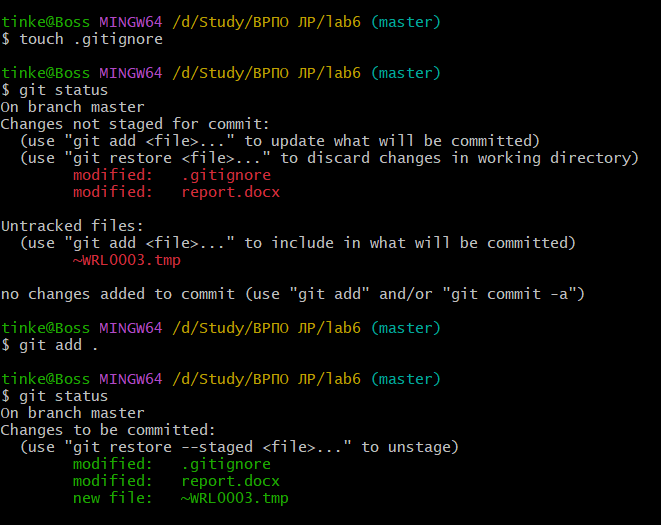 tinke@Boss MINGW64 /d/Study/ВРПО ЛР/lab6 (master)
$ touch .gitignore
tinke@Boss MINGW64 /d/Study/ВРПО ЛР/lab6 (master)
$ git status
On branch master
Changes not staged for commit:
  (use "git add <file>..." to update what will be committed)
  (use "git restore <file>..." to discard changes in working directory)
        modified:   .gitignore
        modified:   report.docx
Untracked files:
  (use "git add <file>..." to include in what will be committed)
        ~WRL0003.tmp
no changes added to commit (use "git add" and/or "git commit -a")
tinke@Boss MINGW64 /d/Study/ВРПО ЛР/lab6 (master)
$ git add .
tinke@Boss MINGW64 /d/Study/ВРПО ЛР/lab6 (master)
$ git status
On branch master
Changes to be committed:
  (use "git restore --staged <file>..." to unstage)
        modified:   .gitignore
        modified:   report.docx
        new file:   ~WRL0003.tmp